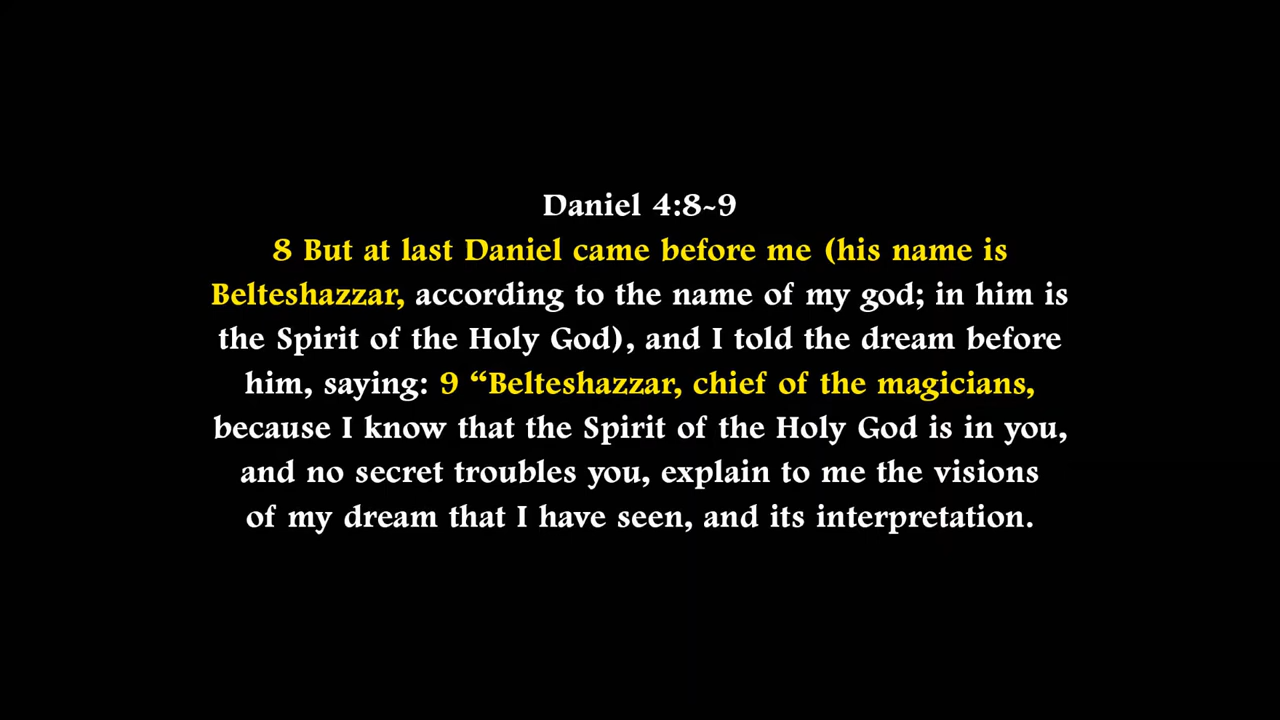 Daniel 4:8~9
8 But at last Daniel came before me (his name is
Belteshazzar, according to the name of my god; in him is
the Spirit of the Holy God), and I told the dream before
him, saying: 9 “Belteshazzar, chief of the magicians,
because I know that the Spirit of the Holy God is in you,
and no secret troubles you, explain to me the visions
of my dream that I have seen, and its interpretation.